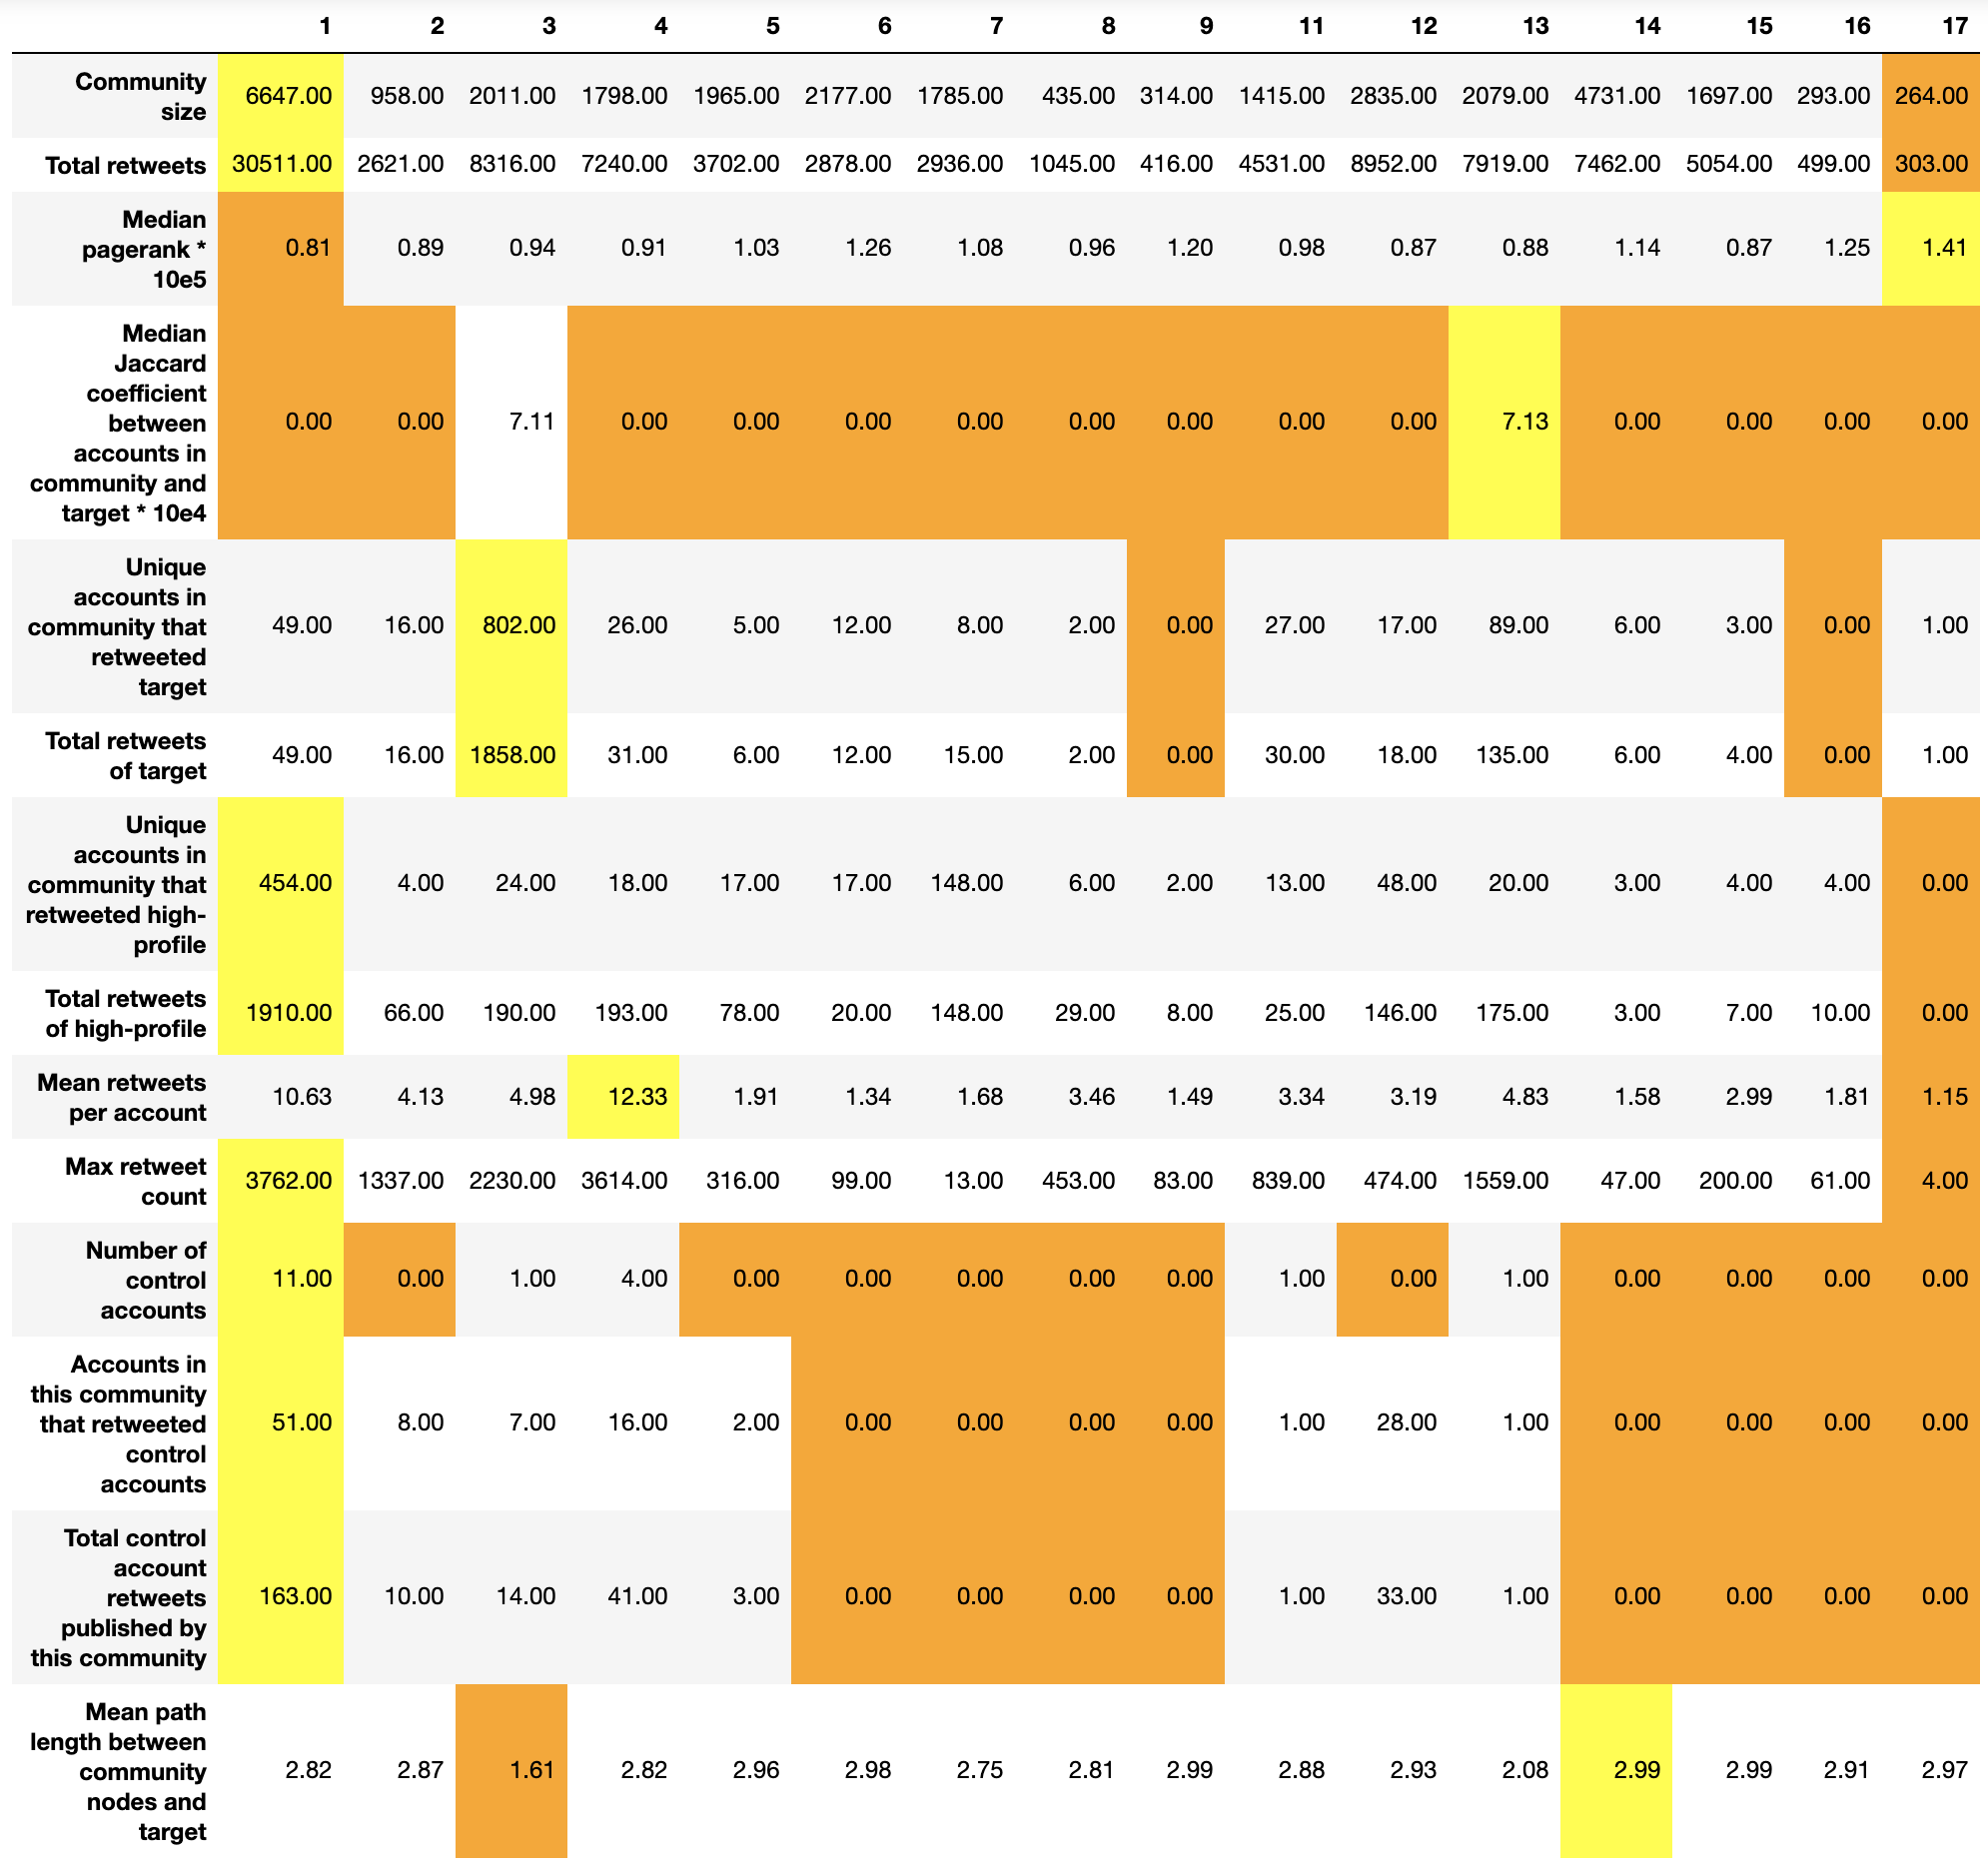 1 2 3 4 5 6 7 8 9 11 12 13 14 15 16 17
Community
size
6647.00 958.00 2011.00 1798.00 1965.00 2177.00 1785.00 435.00 314.00 1415.00 2835.00 2079.00 4731.00 1697.00 293.00 264.00
Total retweets 30511.00 2621.00 8316.00 7240.00 3702.00 2878.00 2936.00 1045.00 416.00 4531.00 8952.00 7919.00 7462.00 5054.00 499.00 303.00
Median
pagerank * 0.81 0.89 0.94 0.91 1.03 1.26 1.08 0.96 1.20 0.98 0.87 0.88 1.14 0.87 1.25 1.41
10e5
Median
Jaccard
coefficient
between 0.00 0.00 7.11 0.00 0.00 0.00 0.00 0.00 0.00 0.00 0.00 7.13 0.00 0.00 0.00 0.00
accounts in
community and
target * 10e4
Unique
accounts in
community that 49.00 16.00 802.00 26.00 5.00 12.00 8.00 2.00 0.00 27.00 17.00 89.00 6.00 3.00 0.00 1.00
retweeted
target
Total retweets
of target
49.00 16.00 1858.00 31.00 6.00 12.00 15.00 2.00 0.00 30.00 18.00 135.00 6.00 4.00 0.00 1.00
Unique
accounts in
community that 454.00 4.00 24.00 18.00 17.00 17.00 148.00 6.00 2.00 13.00 48.00 20.00 3.00 4.00 4.00 0.00
retweeted high-
profile
Total retweets
of high-profile
1910.00 66.00 190.00 193.00 78.00 20.00 148.00 29.00 8.00 25.00 146.00 175.00 3.00 7.00 10.00 0.00
Mean retweets
per account
10.63 4.13 4.98 12.33 1.91 1.34 1.68 3.46 1.49 3.34 3.19 4.83 1.58 2.99 1.81 1.15
Max retweet
count
3762.00 1337.00 2230.00 3614.00 316.00 99.00 13.00 453.00 83.00 839.00 474.00 1559.00 47.00 200.00 61.00 4.00
Number of
control 11.00 0.00 1.00 4.00 0.00 0.00 0.00 0.00 0.00 1.00 0.00 1.00 0.00 0.00 0.00 0.00
accounts
Accounts in
this community
that retweeted 51.00 8.00 7.00 16.00 2.00 0.00 0.00 0.00 0.00 1.00 28.00 1.00 0.00 0.00 0.00 0.00
control
accounts
Total control
account
retweets 163.00 10.00 14.00 41.00 3.00 0.00 0.00 0.00 0.00 1.00 33.00 1.00 0.00 0.00 0.00 0.00
published by
this community
Mean path
length between
community 2.82 2.87 1.61 2.82 2.96 2.98 2.75 2.81 2.99 2.88 2.93 2.08 2.99 2.99 2.91 2.97
nodes and
target